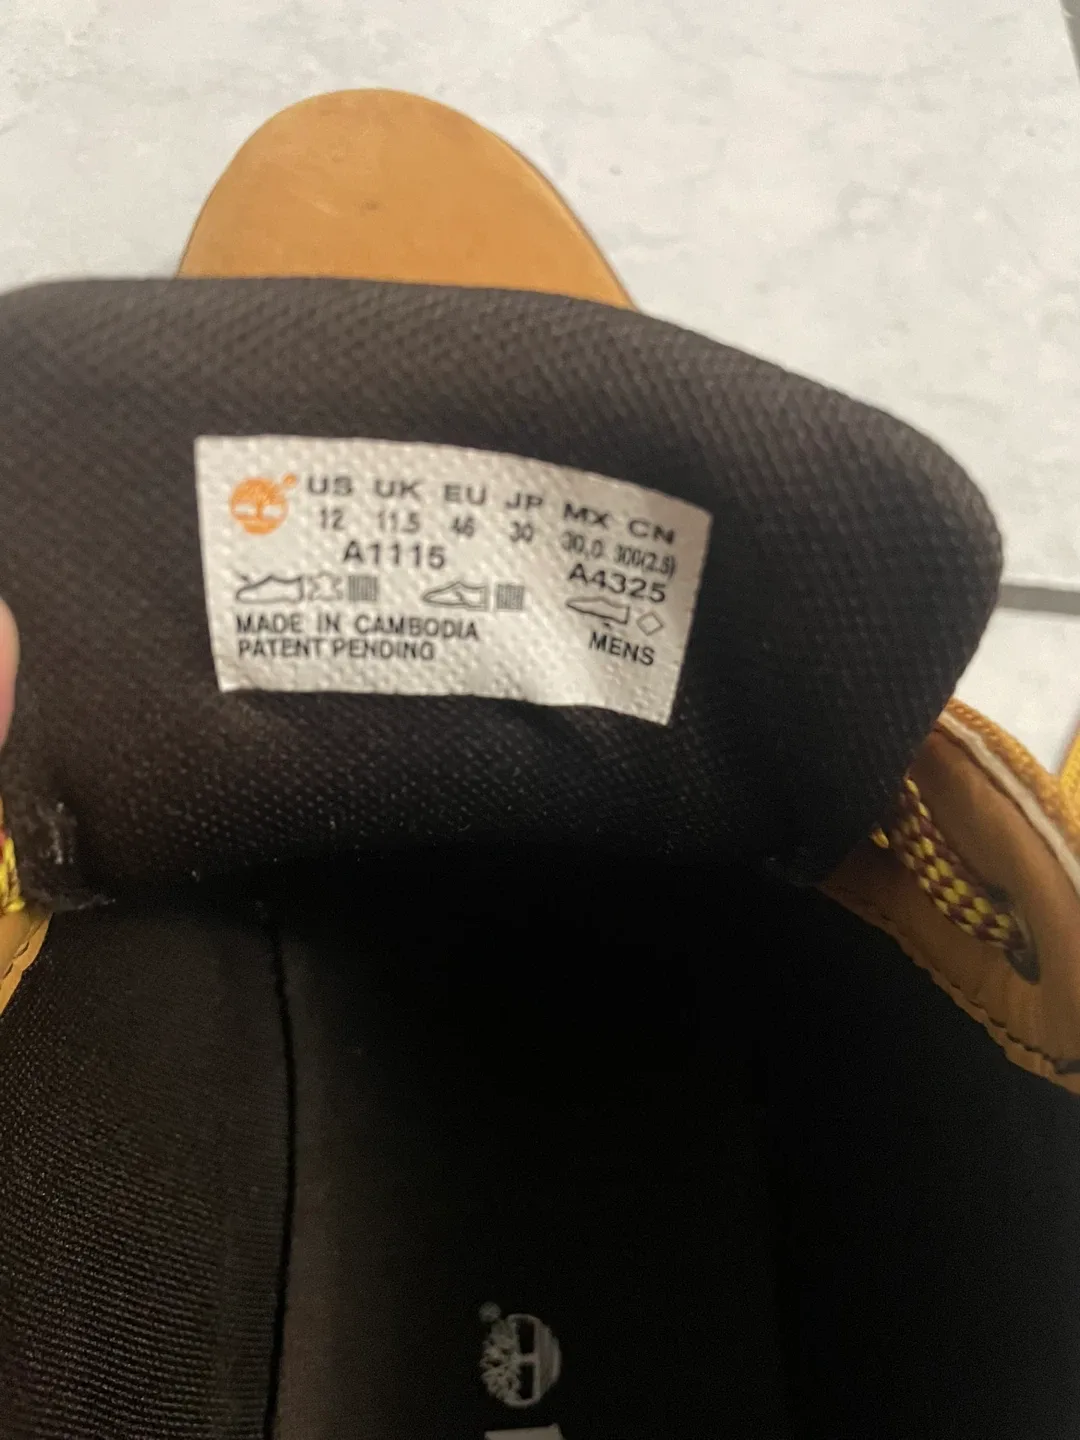 US UK EU JP MX CN
12 11.5 46 30 30,0 300(2.5)
A1115 A4325
MADE IN CAMBODIA
PATENT PENDING MENS